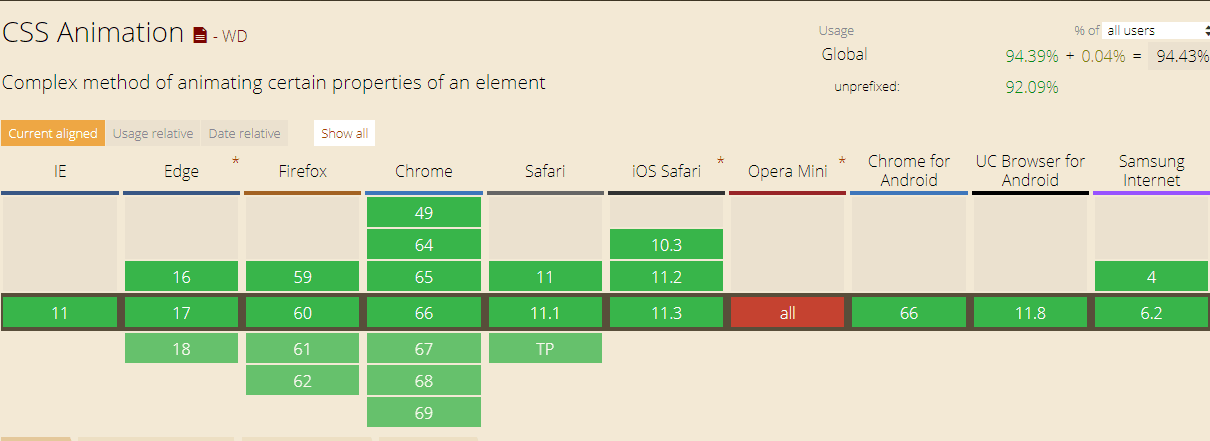 CSS Animation - WD
Usage % of all users
Global 94.39% + 0.04% = 94.43%
unprefixed: 92.09%
Complex method of animating certain properties of an element
Current aligned Usage relative Date relative Show all
IE Edge * Firefox Chrome Safari iOS Safari * Opera Mini * Chrome for Android UC Browser for Android Samsung Internet
49
64 10.3
16 59 65 11 11.2 4
11 17 60 66 11.1 11.3 all 66 11.8 6.2
18 61 67 TP
62 68
69